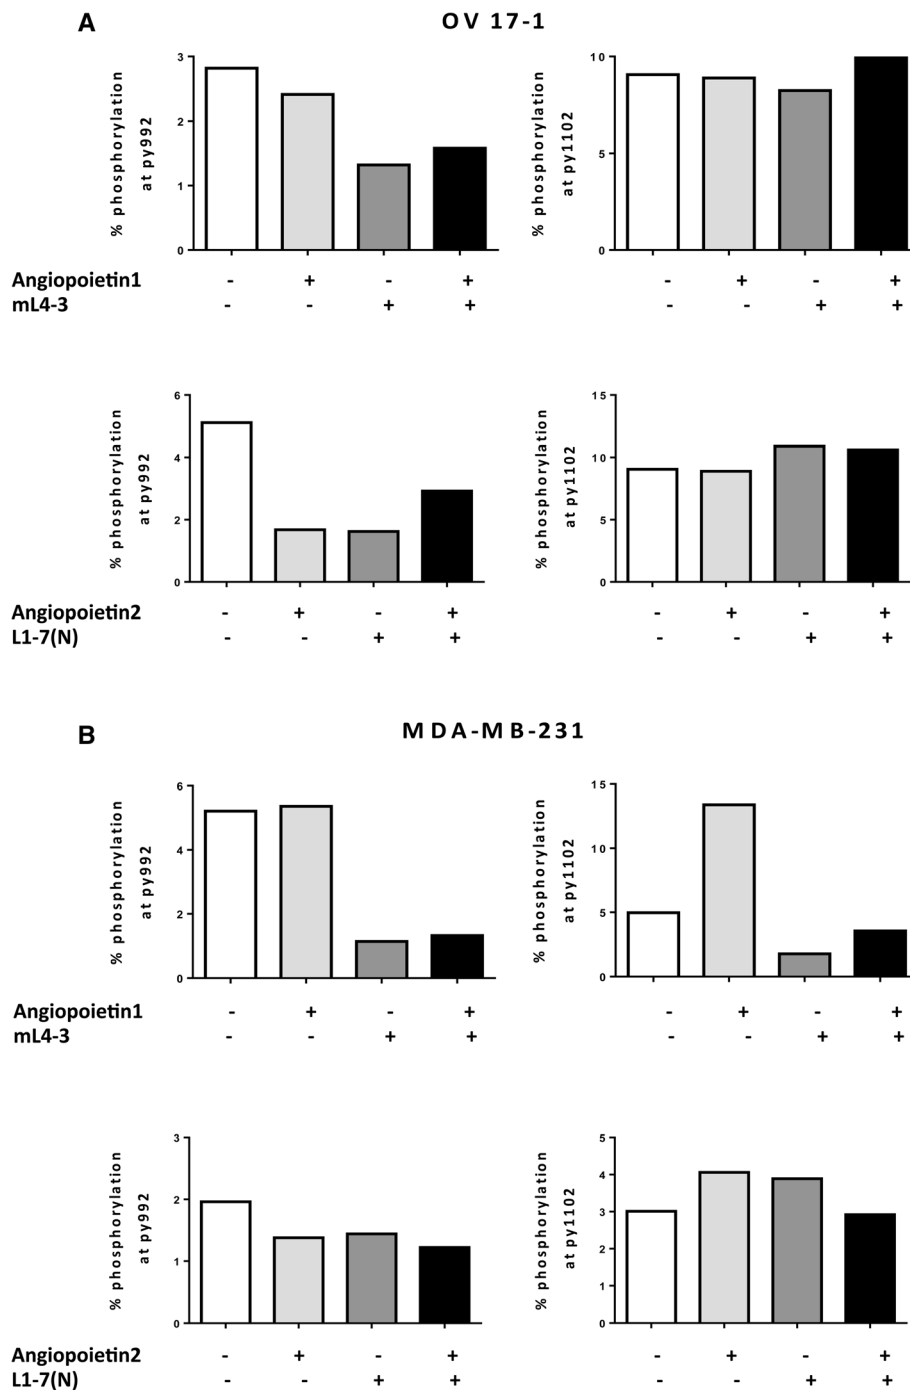 A
OV 17-1
% phosphorylation
at py992
3
2
1
0
% phosphorylation
at py1102
10
5
0
Angiopoietin1 - + - + - + - +
mL4-3 - - + + - - + +
% phosphorylation
at py992
6
4
2
0
% phosphorylation
at py1102
15
10
5
0
Angiopoietin2 - + - + - + - +
L1-7(N) - - + + - - + +
B
MDA-MB-231
% phosphorylation
at py992
6
4
2
0
% phosphorylation
at py1102
15
10
5
0
Angiopoietin1 - + - + - + - +
mL4-3 - - + + - - + +
% phosphorylation
at py992
3
2
1
0
% phosphorylation
at py1102
5
4
3
2
1
0
Angiopoietin2 - + - + - + - +
L1-7(N) - - + + - - + +